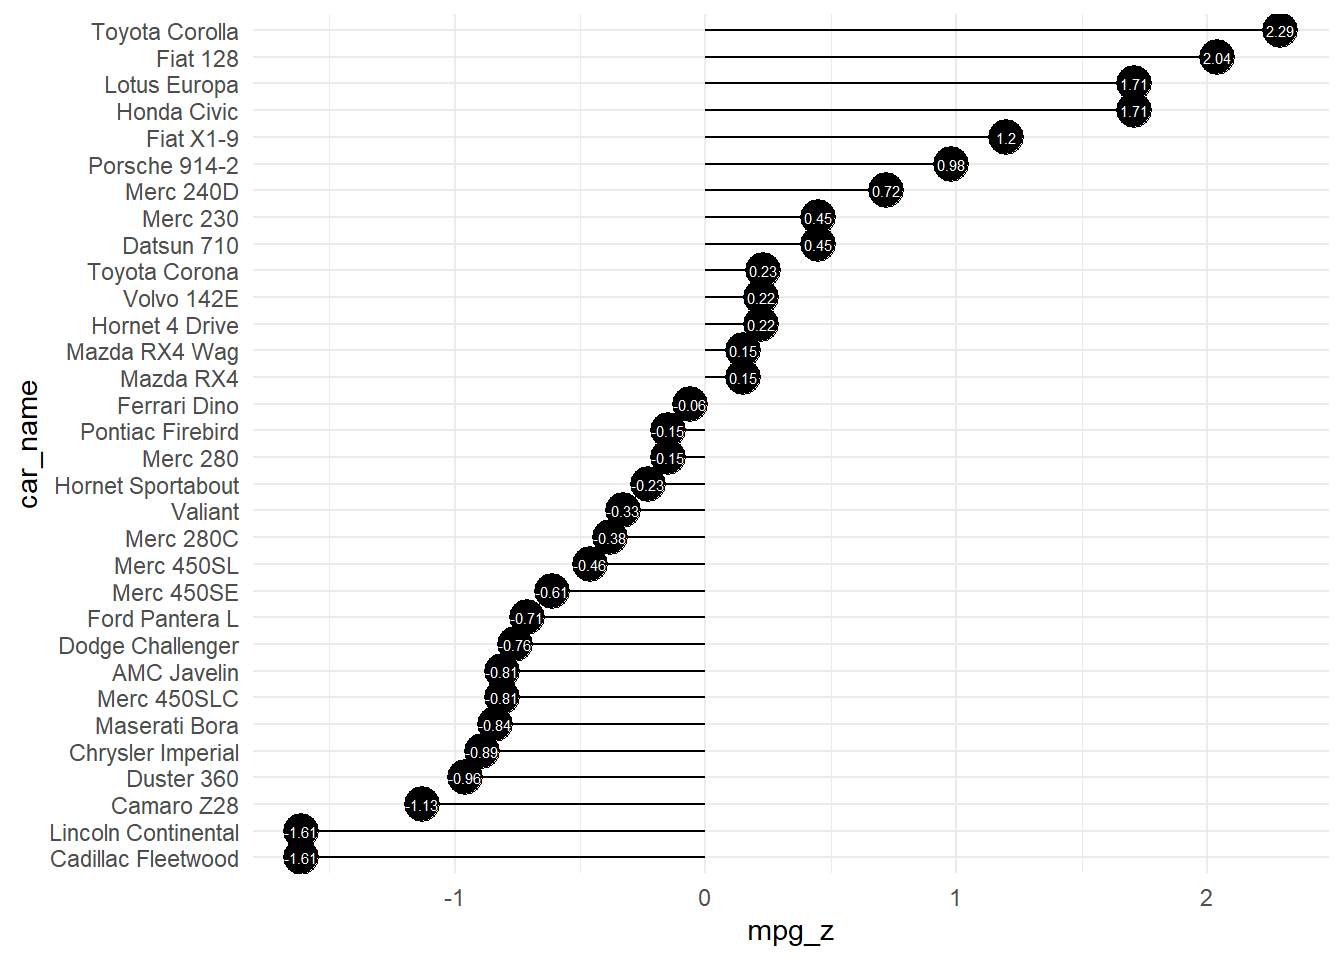 Toyota Corolla 2.29
Fiat 128 2.04
Lotus Europa 1.71
Honda Civic 1.71
Fiat X1-9 1.2
Porsche 914-2 0.98
Merc 240D 0.72
Merc 230 0.45
Datsun 710 0.45
Toyota Corona 0.23
Volvo 142E 0.22
Hornet 4 Drive 0.22
Mazda RX4 Wag 0.15
Mazda RX4 0.15
Ferrari Dino -0.06
Pontiac Firebird -0.15
Merc 280 -0.15
Hornet Sportabout -0.23
Valiant -0.33
Merc 280C -0.38
Merc 450SL -0.46
Merc 450SE -0.61
Ford Pantera L -0.71
Dodge Challenger -0.76
AMC Javelin -0.81
Merc 450SLC -0.81
Maserati Bora -0.84
Chrysler Imperial -0.89
Duster 360 -0.96
Camaro Z28 -1.13
Lincoln Continental -1.61
Cadillac Fleetwood -1.61
car_name
-1 0 1 2
mpg_z